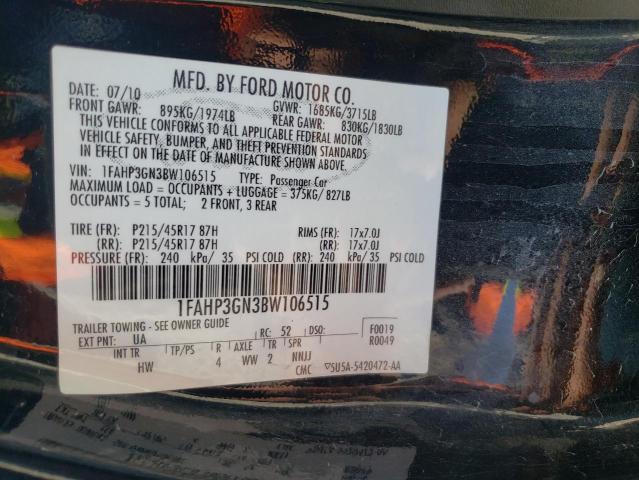 MFD. BY FORD MOTOR CO.
DATE: 07/10 GVWR: 1685KG/3715LB
FRONT GAWR: 895KG/1974LB REAR GAWR: 830KG/1830LB
THIS VEHICLE CONFORMS TO ALL APPLICABLE FEDERAL MOTOR
VEHICLE SAFETY, BUMPER, AND THEFT PREVENTION STANDARDS
IN EFFECT ON THE DATE OF MANUFACTURE SHOWN ABOVE.
VIN: 1FAHP3GN3BW106515 TYPE: Passenger Car
MAXIMUM LOAD = OCCUPANTS + LUGGAGE = 375KG/ 827LB
OCCUPANTS = 5 TOTAL; 2 FRONT, 3 REAR
TIRE (FR): P215/45R17 87H RIMS (FR): 17x7.0J
(RR): P215/45R17 87H (RR): 17x7.0J
PRESSURE (FR): 240 kPa/ 35 PSI COLD (RR): 240 kPa/ 35 PSI COLD
1FAHP3GN3BW106515
TRAILER TOWING - SEE OWNER GUIDE
EXT PNT: UA RC: 52 DSO: F0019
R0049
INT TR TP/PS R AXLE TR SPR
HW 4 WW 2 NNJJ
CMC 5U5A-5420472-AA